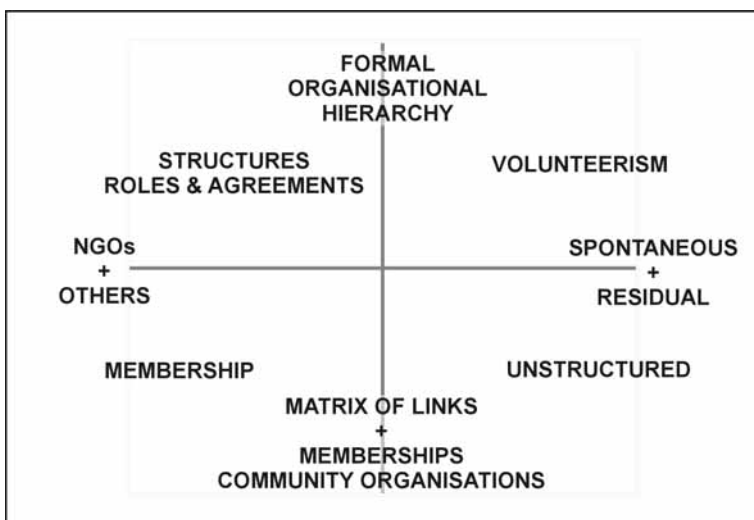 FORMAL
ORGANISATIONAL
HIERARCHY
STRUCTURES
ROLES & AGREEMENTS
VOLUNTEERISM
NGOs
+
OTHERS
SPONTANEOUS
+
RESIDUAL
MEMBERSHIP
UNSTRUCTURED
MATRIX OF LINKS
+
MEMBERSHIPS
COMMUNITY ORGANISATIONS